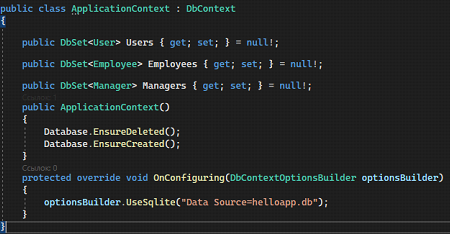 public class ApplicationContext : DbContext
{
public DbSet<User> Users { get; set; } = null!;
public DbSet<Employee> Employees { get; set; } = null!;
public DbSet<Manager> Managers { get; set; } = null!;
public ApplicationContext()
{
Database.EnsureDeleted();
Database.EnsureCreated();
}
Ссылок: 0
protected override void OnConfiguring(DbContextOptionsBuilder optionsBuilder)
{
optionsBuilder.UseSqlite("Data Source=helloapp.db");
}
}